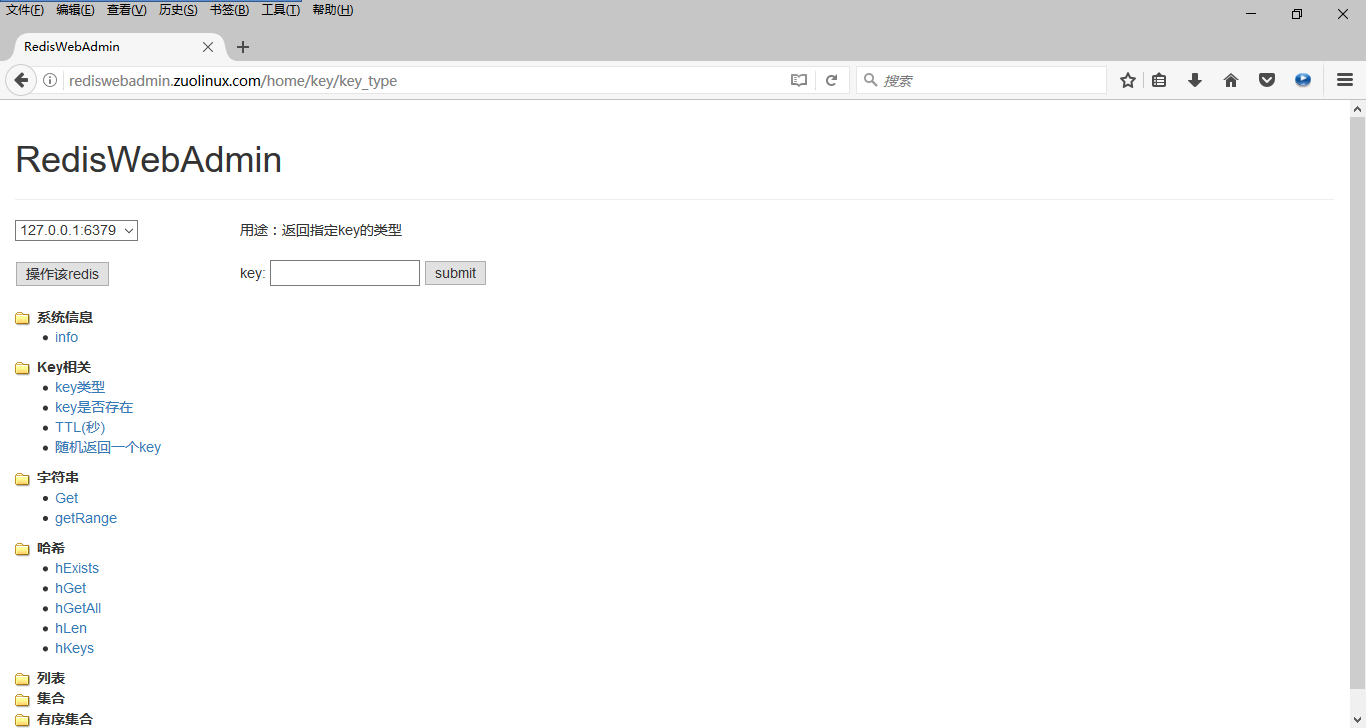 文件(F) 编辑(E) 查看(V) 历史(S) 书签(B) 工具(T) 帮助(H)
RedisWebAdmin
rediswebadmin.zuolinux.com/home/key/key_type
搜索
RedisWebAdmin
127.0.0.1:6379
用途：返回指定key的类型
操作该redis
key:
submit
系统信息
info
Key相关
key类型
key是否存在
TTL(秒)
随机返回一个key
字符串
Get
getRange
哈希
hExists
hGet
hGetAll
hLen
hKeys
列表
集合
有序集合